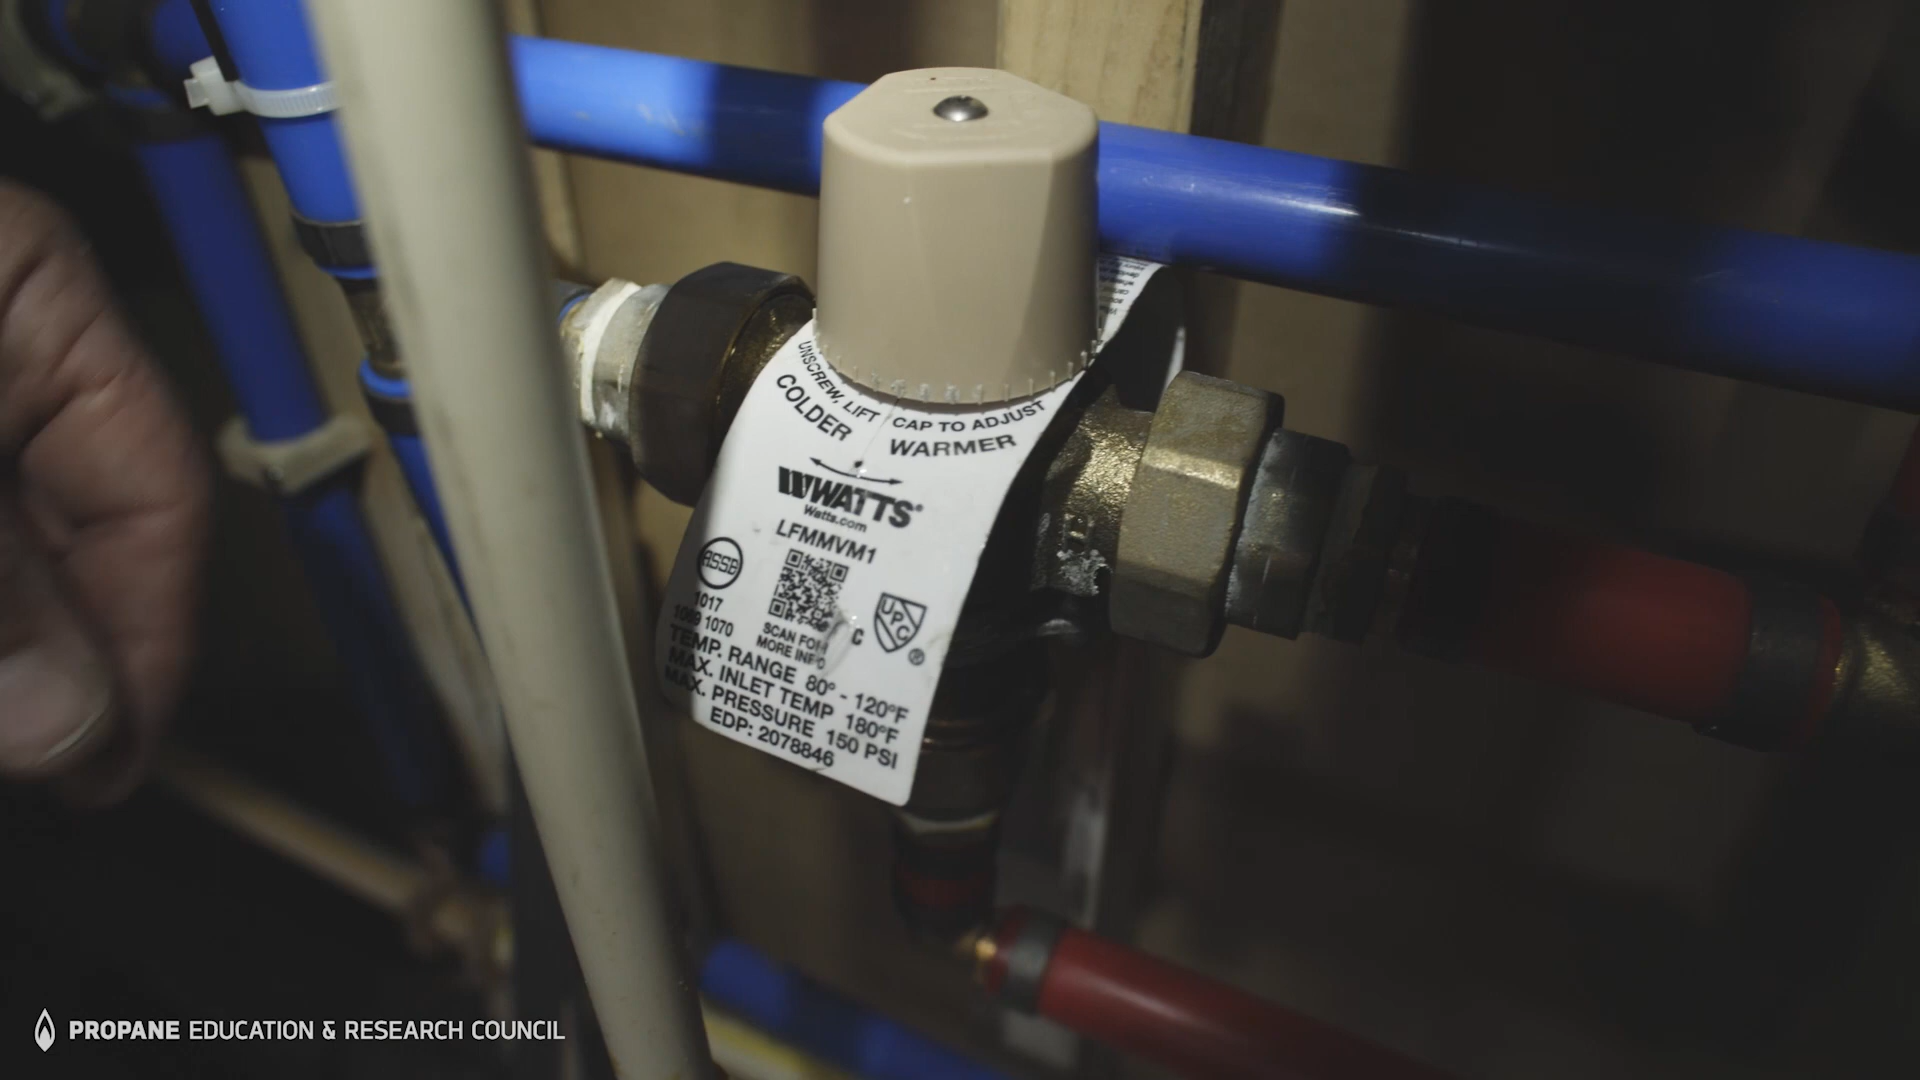 UNSCREW, LIFT CAP TO ADJUST
COLDER WARMER
WATTS®
Watts.com
LFMMVM1
ASSE
1017
1069 1070
SCAN FOR
MORE INFO
C
UPC®
TEMP. RANGE 80° - 120°F
MAX. INLET TEMP 180°F
MAX. PRESSURE 150 PSI
EDP: 2078846
PROPANE EDUCATION & RESEARCH COUNCIL